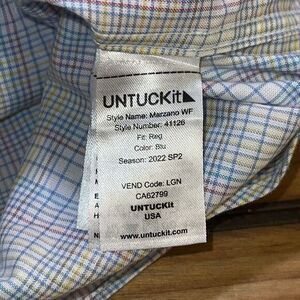 UNTUCKit
Style Name: Marzano WF
Style Number: 41126
Fit: Reg
Color: Blu
Season: 2022 SP2
VEND Code: LGN
CA62799
UNTUCKit
USA
www.untuckit.com